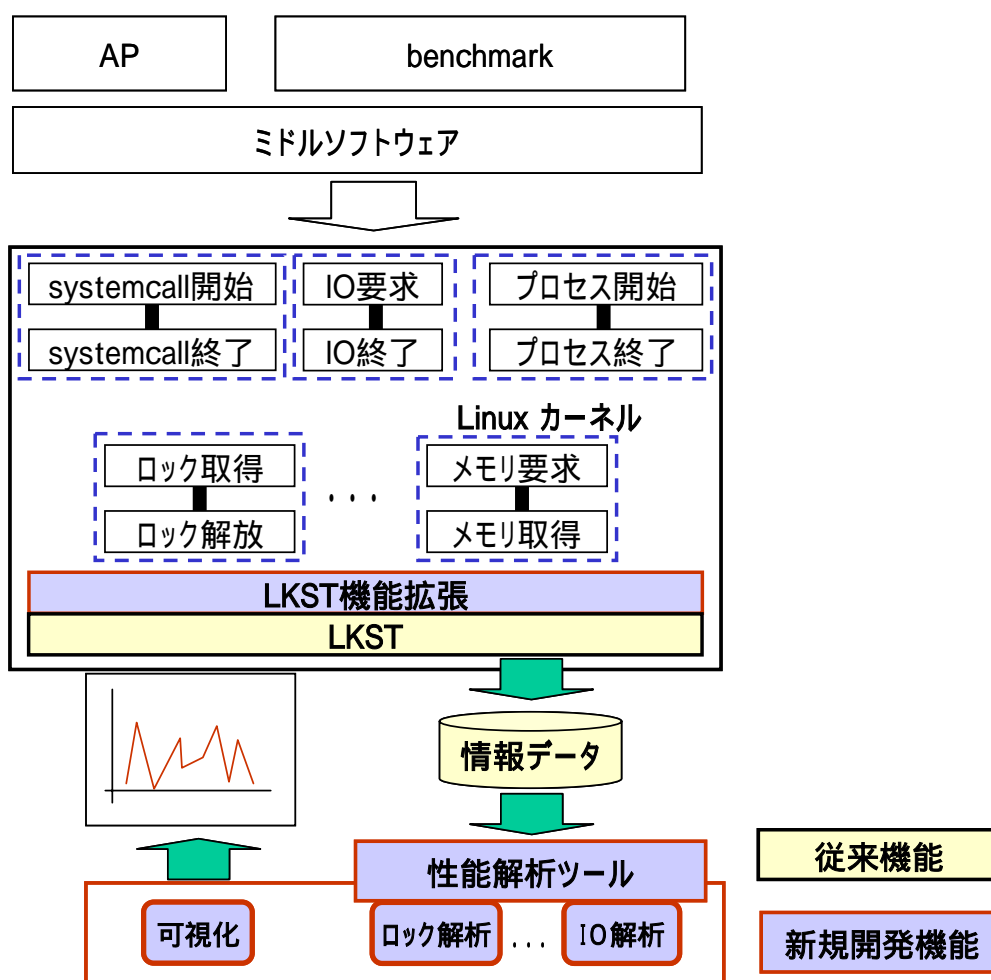 AP
benchmark
ミドルソフトウェア
systemcall開始
IO要求
プロセス開始
systemcall終了
IO終了
プロセス終了
Linux カーネル
ロック取得
メモリ要求
. . .
ロック解放
メモリ取得
LKST機能拡張
LKST
情報データ
性能解析ツール
従来機能
可視化
ロック解析
. . .
IO解析
新規開発機能